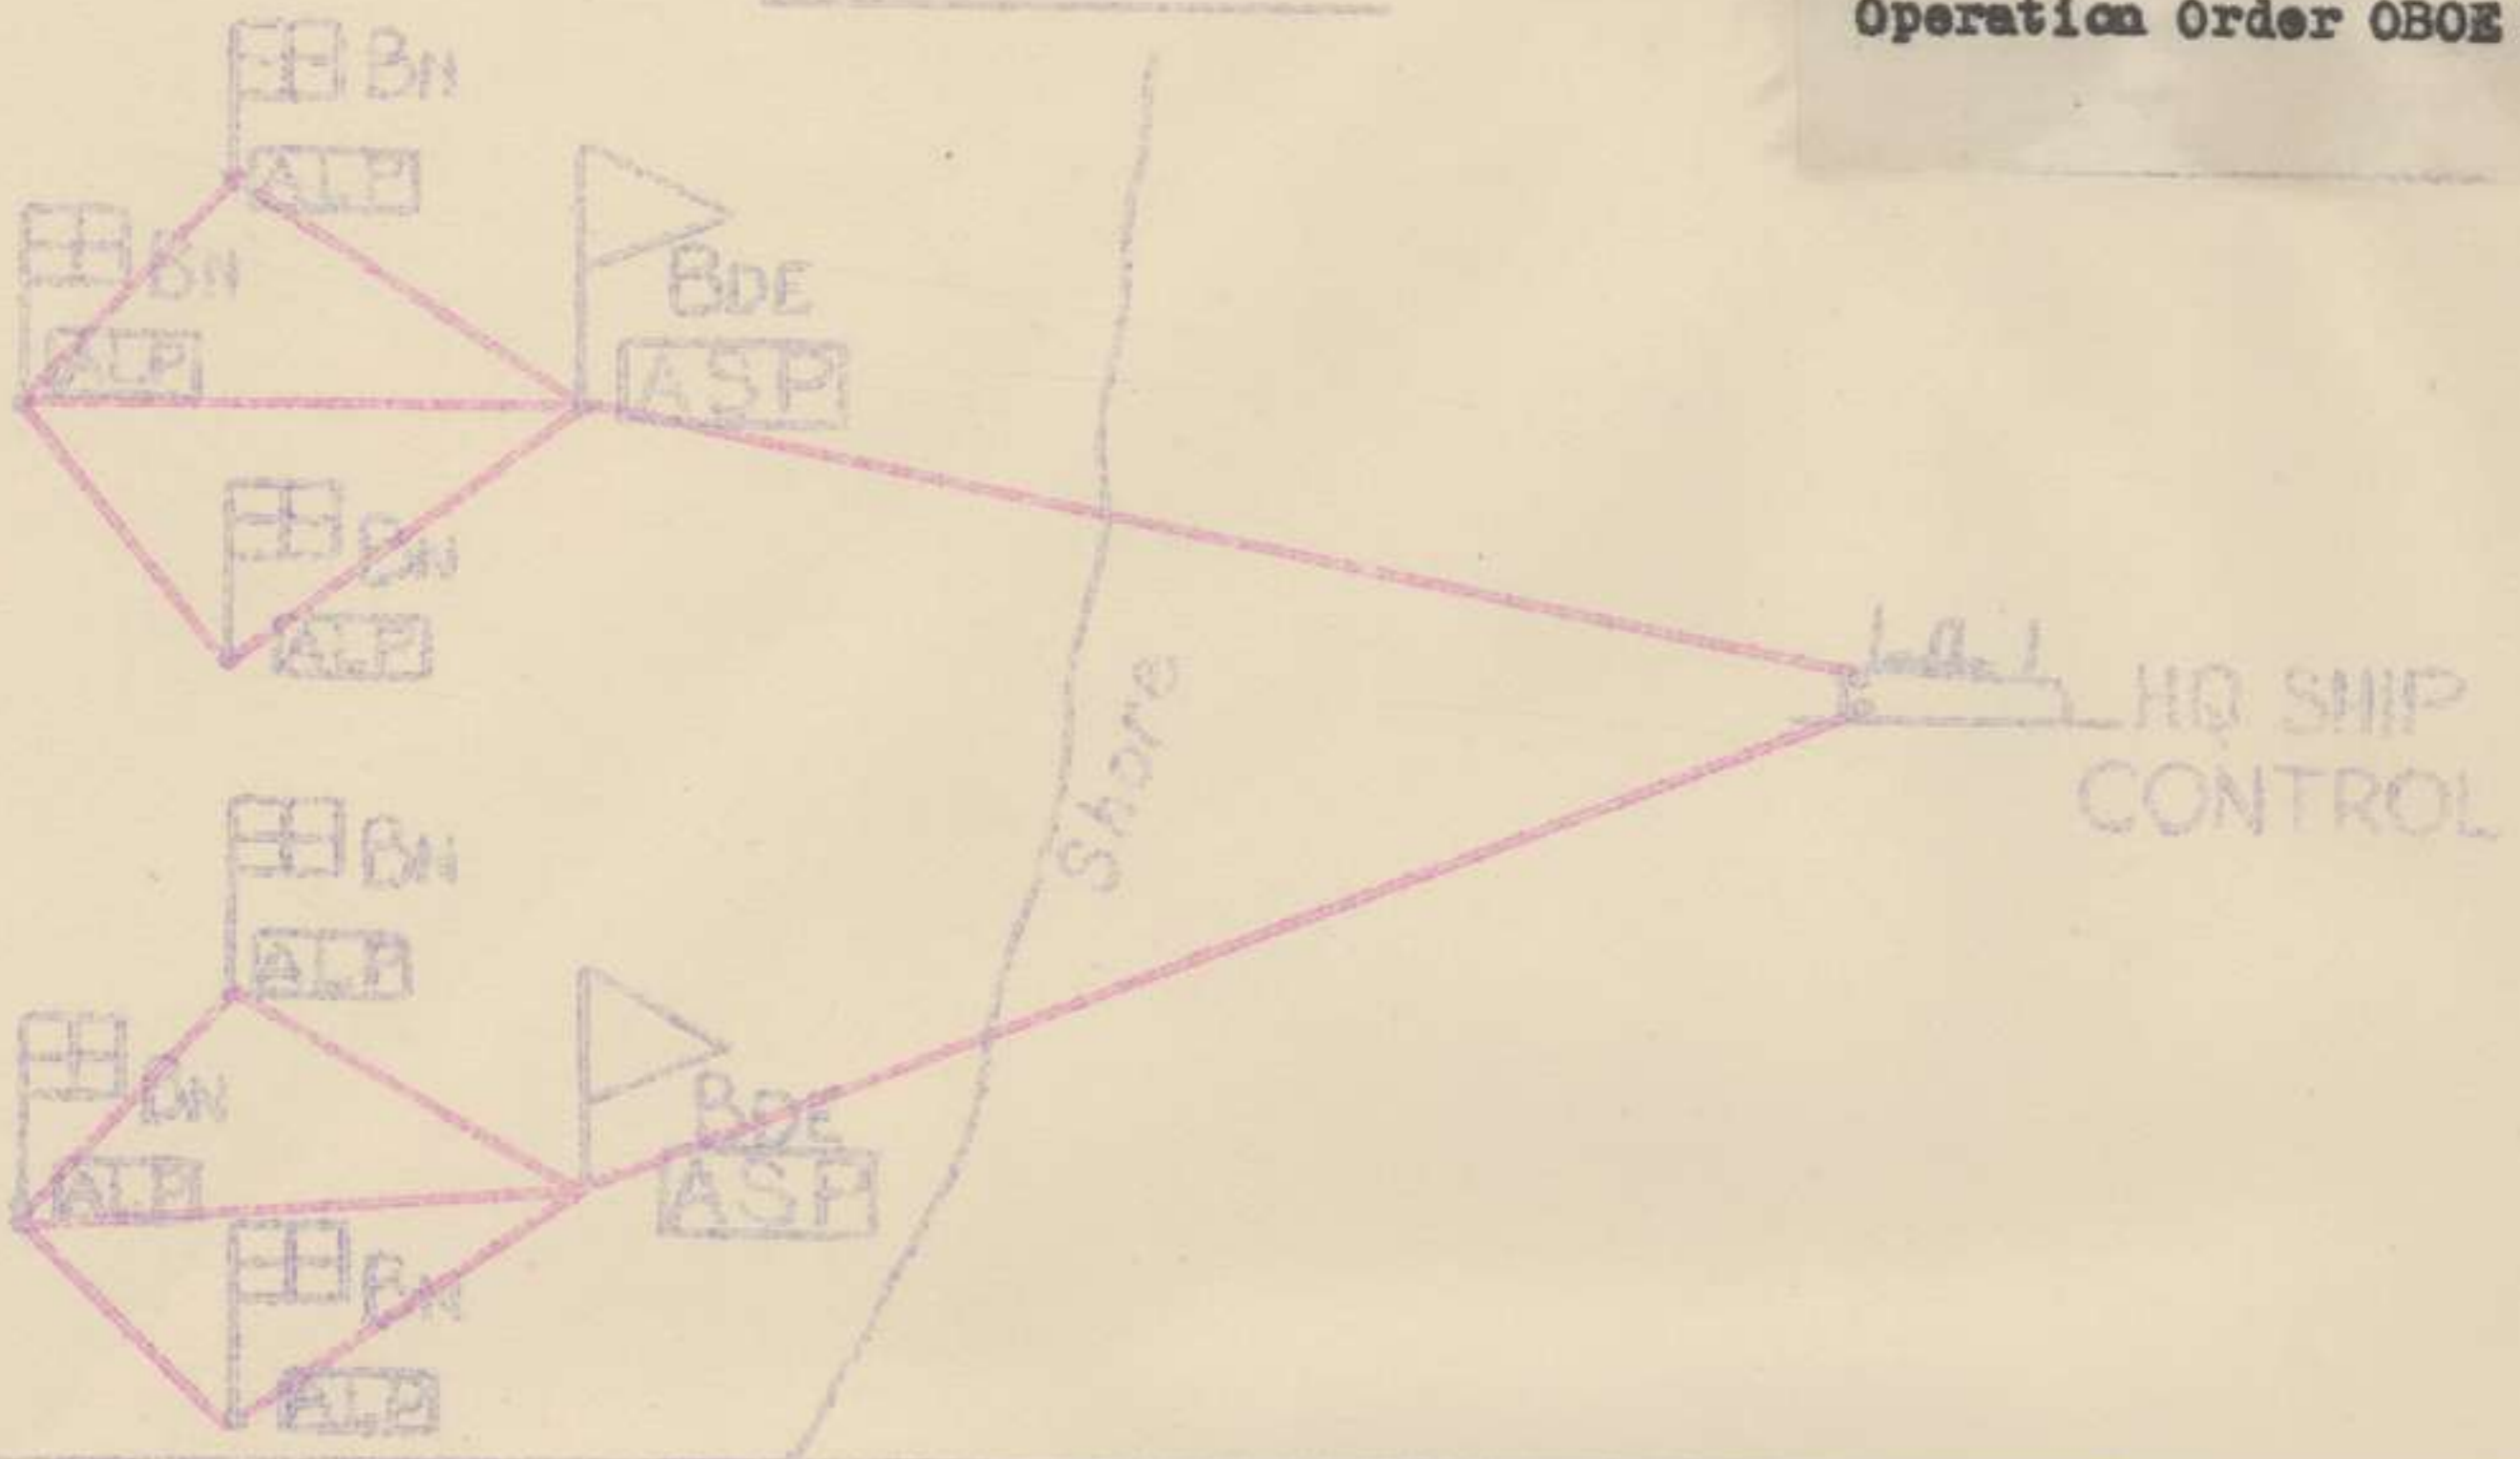 Operation Order OBOE
BN
ALP
BN
ALP
BDE
ASP
BN
ALP
Shore
HQ SHIP
CONTROL
BN
ALP
BN
ALP
BDE
ASP
BN
ALP